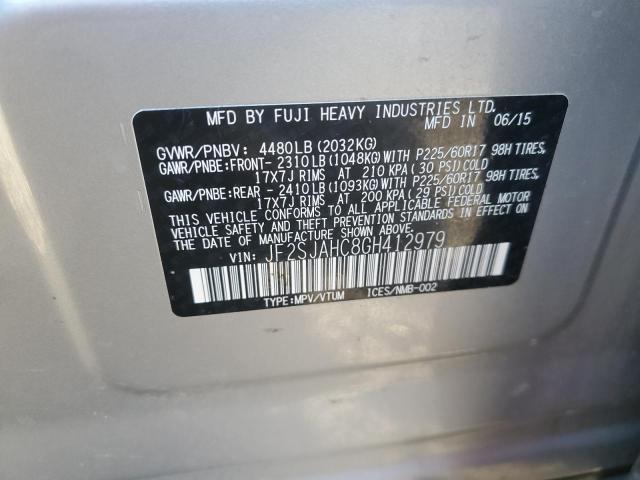 MFD BY FUJI HEAVY INDUSTRIES LTD.
MFD IN 06/15
GVWR/PNBV: 4480LB (2032KG)
GAWR/PNBE:FRONT- 2310LB (1048KG)WITH P225/60R17 98H TIRES,
17X7J RIMS AT 210 KPA (30 PSI)COLD
GAWR/PNBE:REAR - 2410LB (1093KG)WITH P225/60R17 98H TIRES,
17X7J RIMS AT 200 KPA (29 PSI)COLD
THIS VEHICLE CONFORMS TO ALL APPLICABLE FEDERAL MOTOR
VEHICLE SAFETY AND THEFT PREVENTION STANDARDS IN EFFECT
ON THE DATE OF MANUFACTURE SHOWN ABOVE.
VIN: JF2SJAHC8GH412979
TYPE:MPV/VTUM ICES/NMB-002